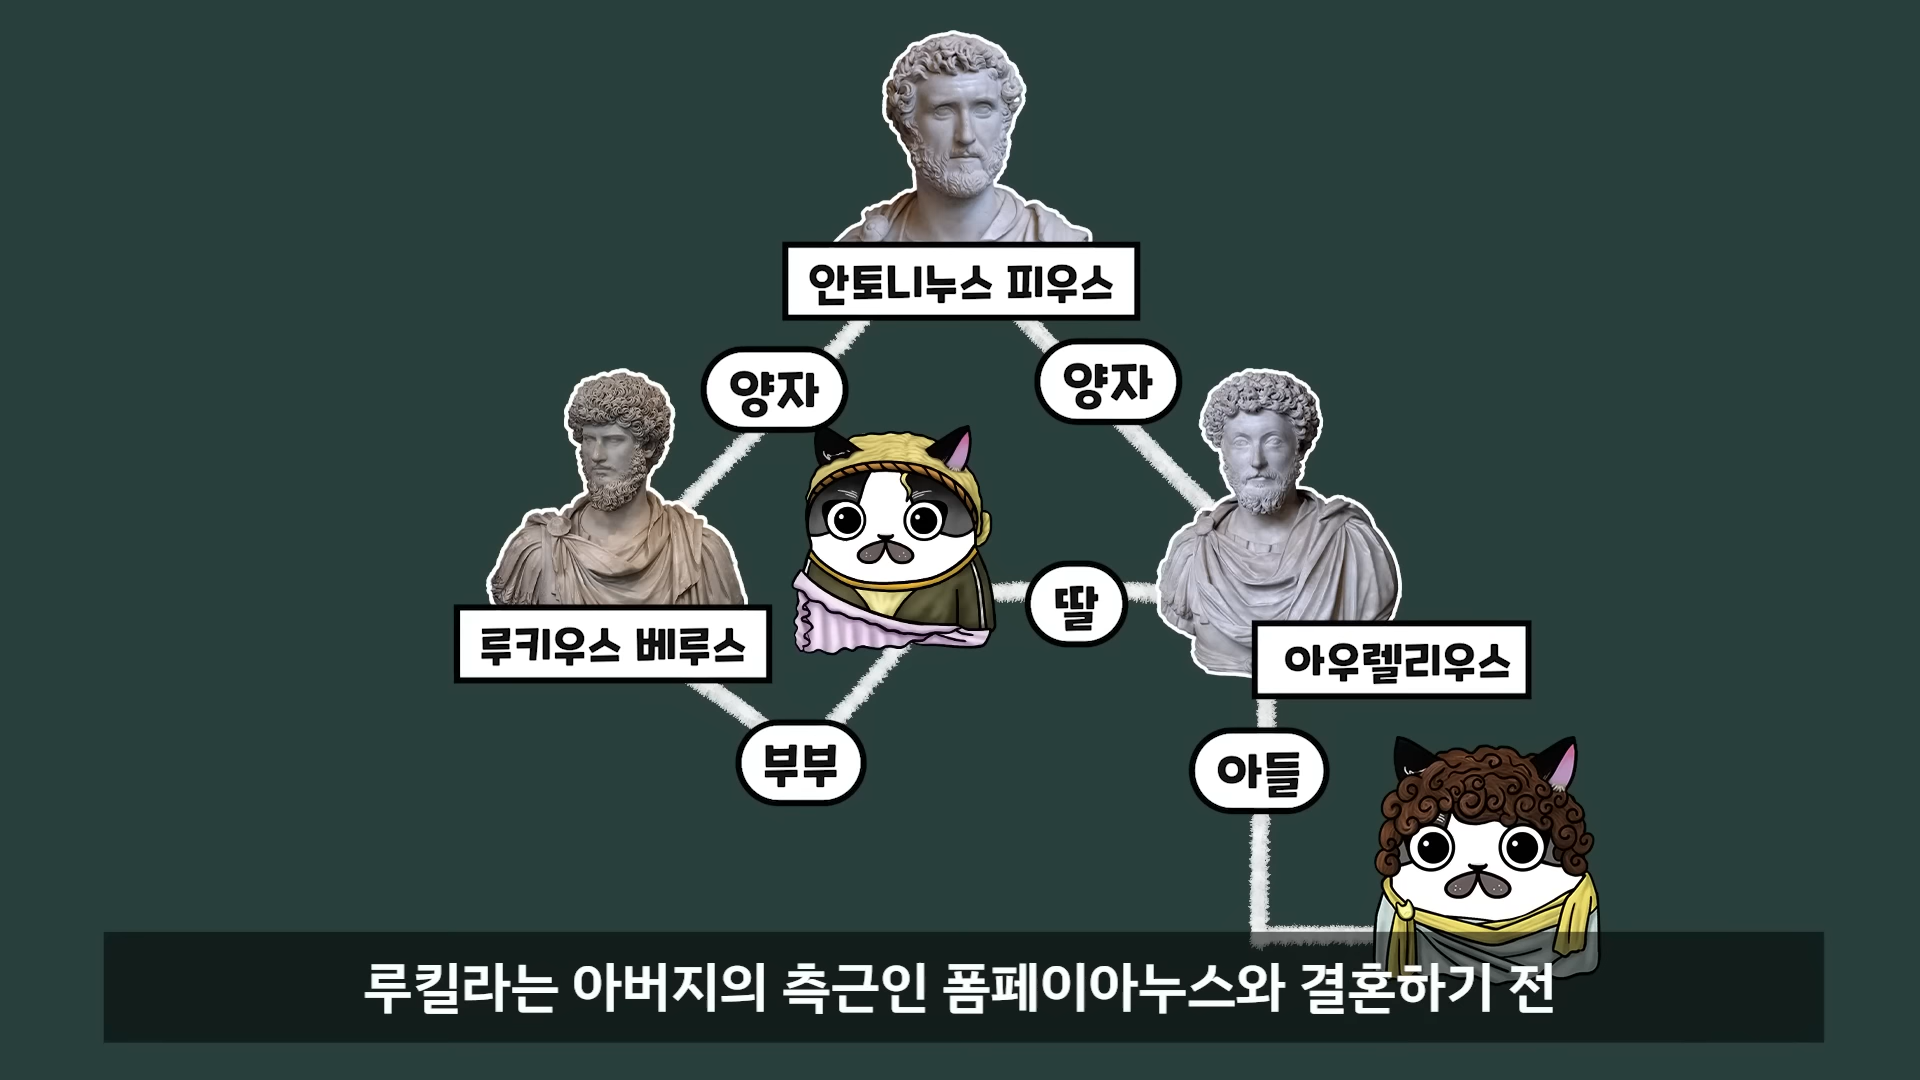 안토니누스 피우스
양자
양자
루키우스 베루스
딸
아우렐리우스
부부
아들
루킬라는 아버지의 측근인 폼페이아누스와 결혼하기 전